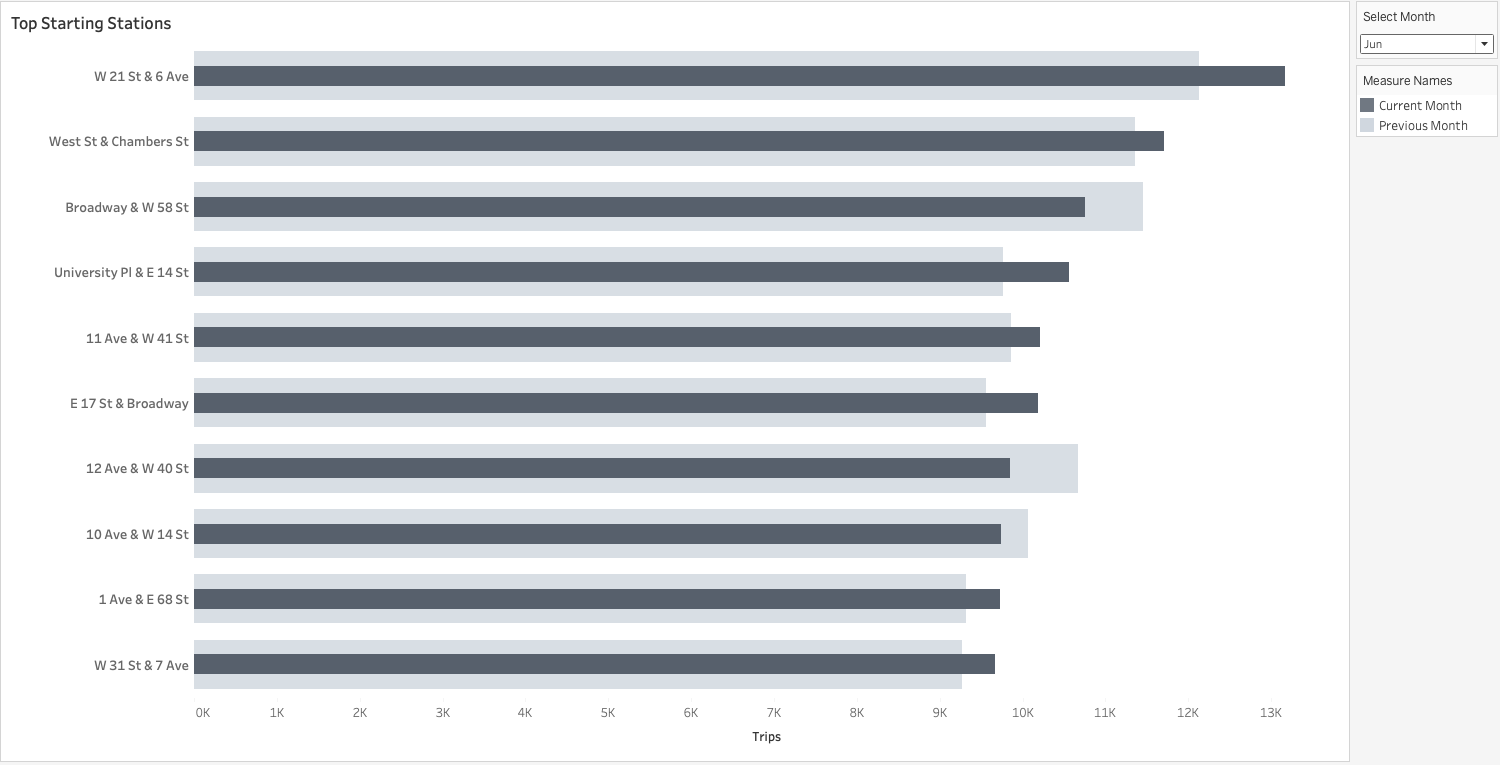 Top Starting Stations
W 21 St & 6 Ave
West St & Chambers St
Broadway & W 58 St
University Pl & E 14 St
11 Ave & W 41 St
E 17 St & Broadway
12 Ave & W 40 St
10 Ave & W 14 St
1 Ave & E 68 St
W 31 St & 7 Ave
0K 1K 2K 3K 4K 5K 6K 7K 8K 9K 10K 11K 12K 13K
Trips
Select Month
Jun
Measure Names
Current Month
Previous Month